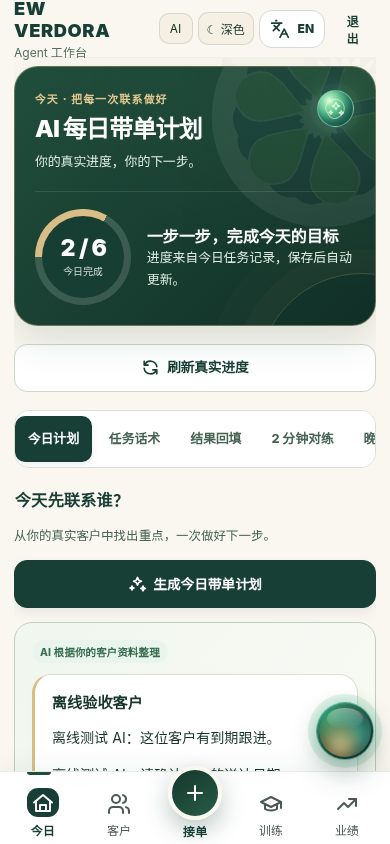 EW
VERDORA
Agent 工作台
AI
深色
EN
退
出
今天 · 把每一次联系做好
AI 每日带单计划
你的真实进度，你的下一步。
2/6
今日完成
一步一步，完成今天的目标
进度来自今日任务记录，保存后自动
更新。
刷新真实进度
今日计划
任务话术
结果回填
2 分钟对练
晚
今天先联系谁？
从你的真实客户中找出重点，一次做好下一步。
生成今日带单计划
AI 根据你的客户资料整理
离线验收客户
离线测试 AI：这位客户有到期跟进。
今日
客户
接单
训练
业绩